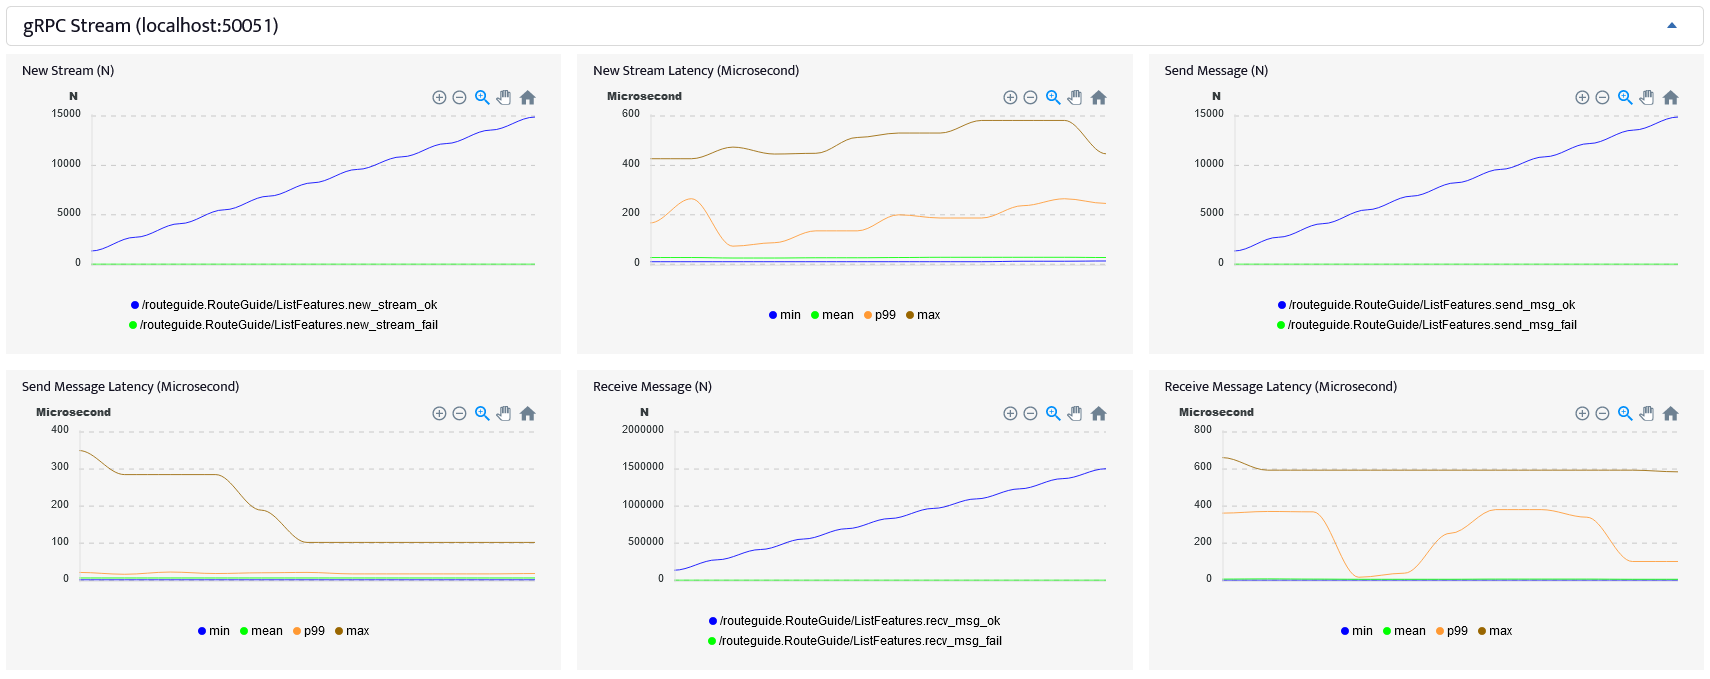 gRPC Stream (localhost:50051)
New Stream (N)
N
15000
10000
5000
0
/routeguide.RouteGuide/ListFeatures.new_stream_ok
/routeguide.RouteGuide/ListFeatures.new_stream_fail
New Stream Latency (Microsecond)
Microsecond
600
400
200
0
min mean p99 max
Send Message (N)
N
15000
10000
5000
0
/routeguide.RouteGuide/ListFeatures.send_msg_ok
/routeguide.RouteGuide/ListFeatures.send_msg_fail
Send Message Latency (Microsecond)
Microsecond
400
300
200
100
0
min mean p99 max
Receive Message (N)
N
2000000
1500000
1000000
500000
0
/routeguide.RouteGuide/ListFeatures.recv_msg_ok
/routeguide.RouteGuide/ListFeatures.recv_msg_fail
Receive Message Latency (Microsecond)
Microsecond
800
600
400
200
0
min mean p99 max